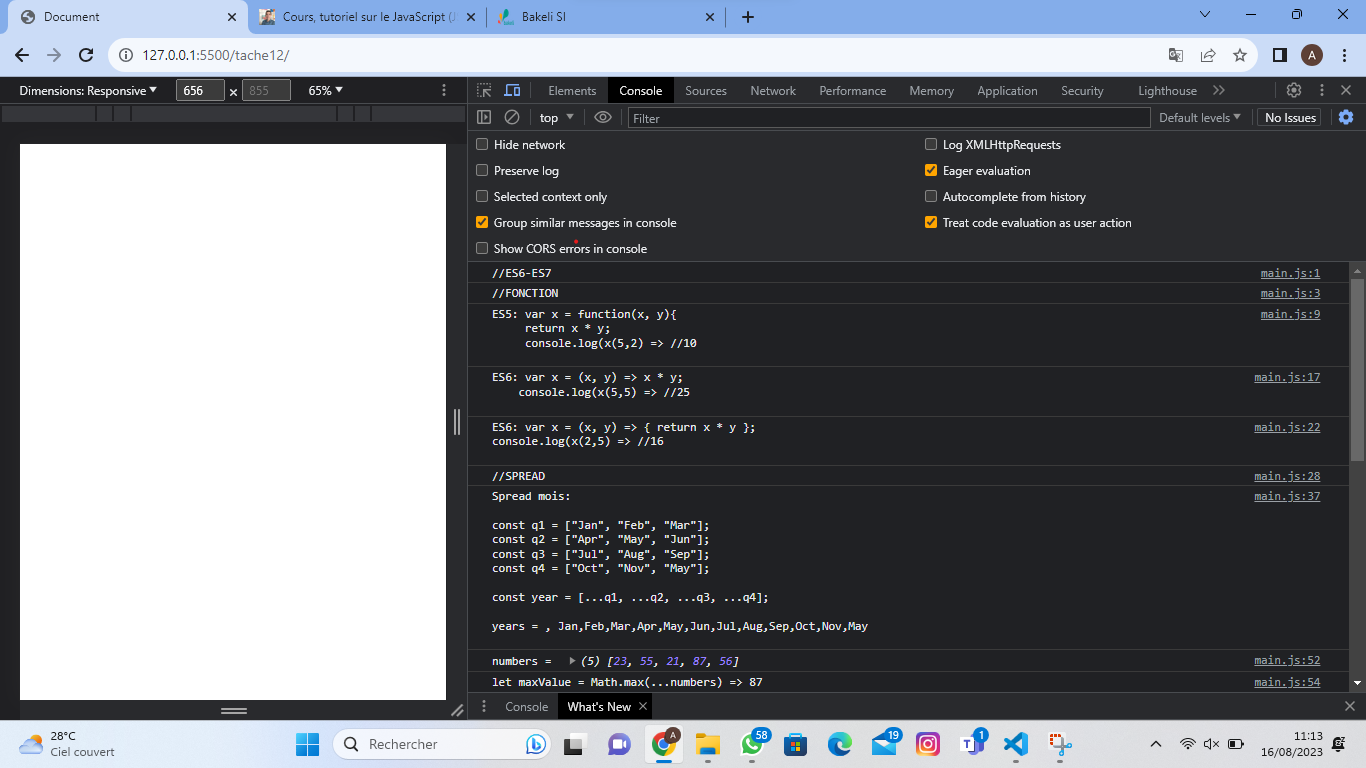 Document
Cours, tutoriel sur le JavaScript (J
Bakeli SI
127.0.0.1:5500/tache12/
A
Dimensions: Responsive 656 x 855 65%
Elements Console Sources Network Performance Memory Application Security Lighthouse
top Filter Default levels No Issues
Hide network Log XMLHttpRequests
Preserve log Eager evaluation
Selected context only Autocomplete from history
Group similar messages in console Treat code evaluation as user action
Show CORS errors in console
//ES6-ES7 main.js:1
//FONCTION main.js:3
ES5: var x = function(x, y){ main.js:9
return x * y;
console.log(x(5,2) => //10
ES6: var x = (x, y) => x * y; main.js:17
console.log(x(5,5) => //25
ES6: var x = (x, y) => { return x * y }; main.js:22
console.log(x(2,5) => //16
//SPREAD main.js:28
Spread mois: main.js:37
const q1 = ["Jan", "Feb", "Mar"];
const q2 = ["Apr", "May", "Jun"];
const q3 = ["Jul", "Aug", "Sep"];
const q4 = ["Oct", "Nov", "May"];
const year = [...q1, ...q2, ...q3, ...q4];
years = , Jan,Feb,Mar,Apr,May,Jun,Jul,Aug,Sep,Oct,Nov,May
numbers = (5) [23, 55, 21, 87, 56] main.js:52
let maxValue = Math.max(...numbers) => 87 main.js:54
Console What's New
28°C
Ciel couvert
Rechercher
A
58
19
1
11:13
16/08/2023